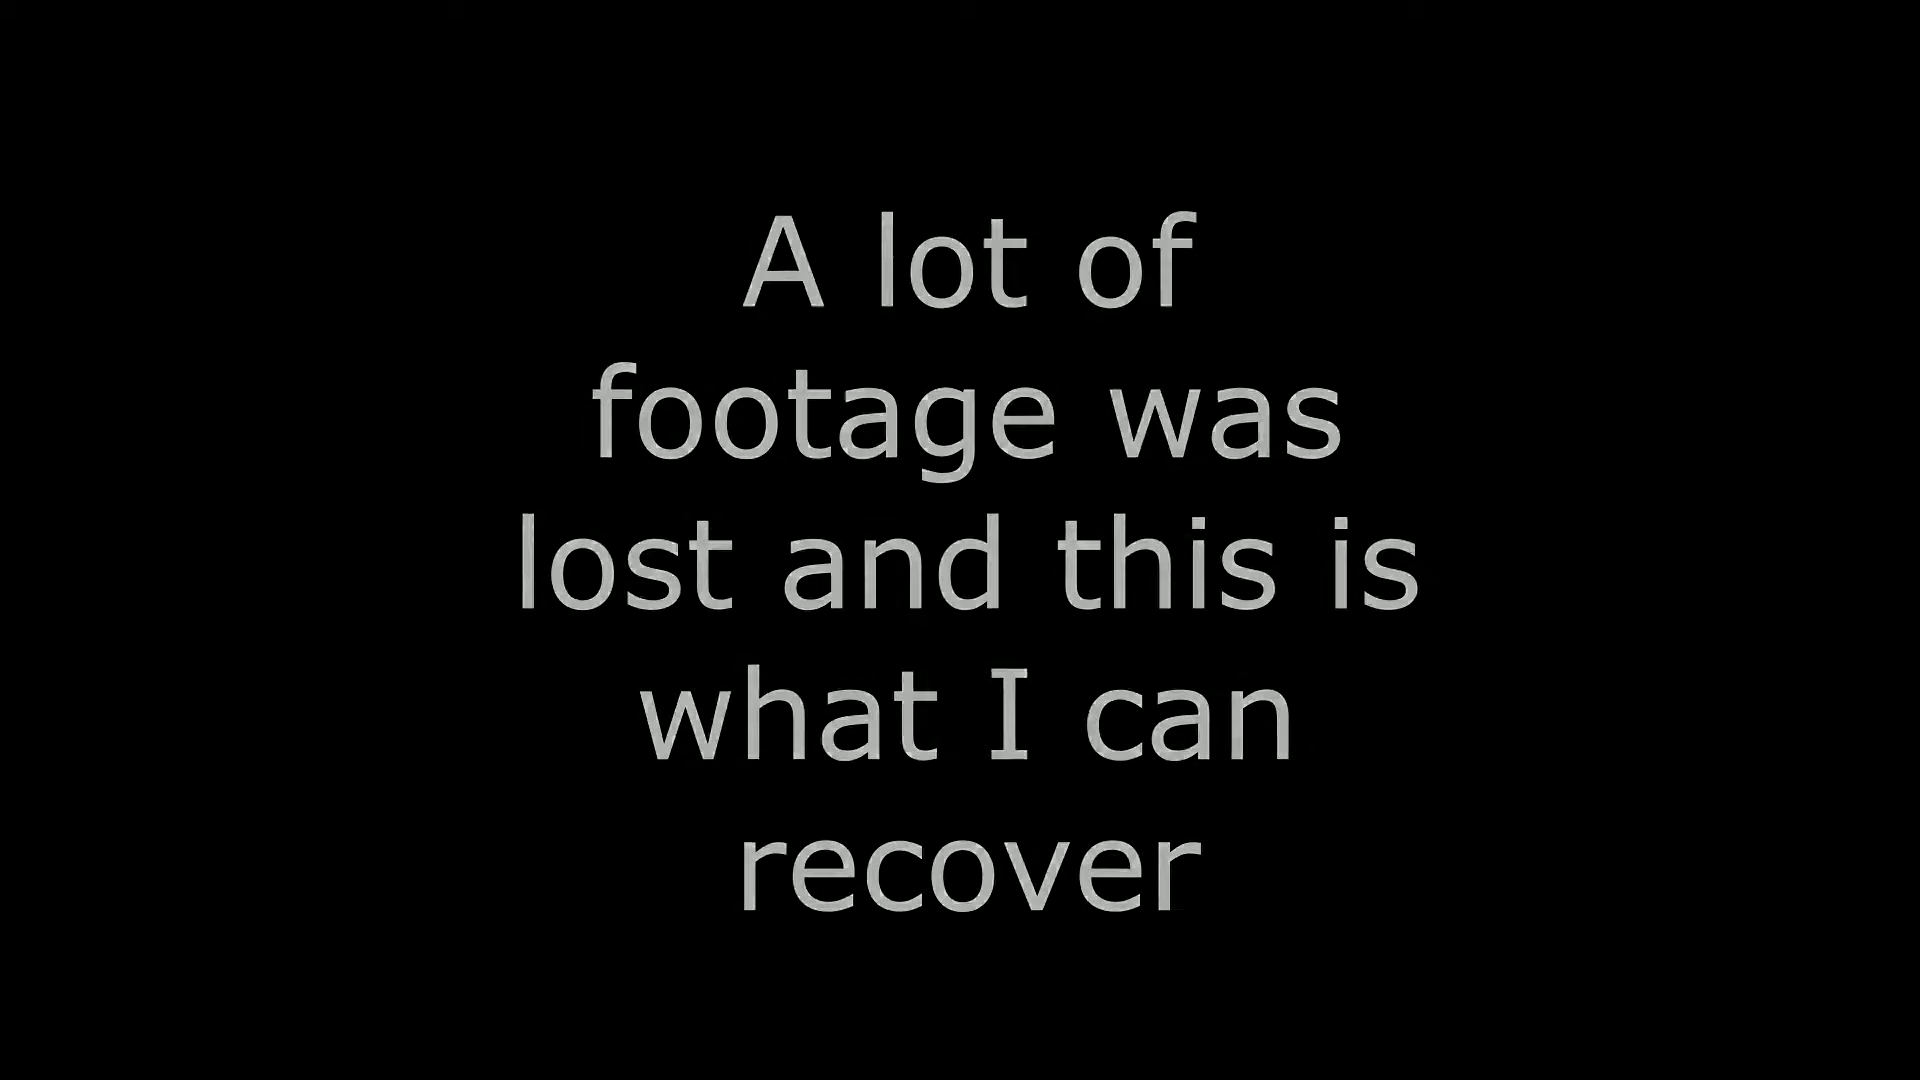 A lot of
footage was
lost and this is
what I can
recover